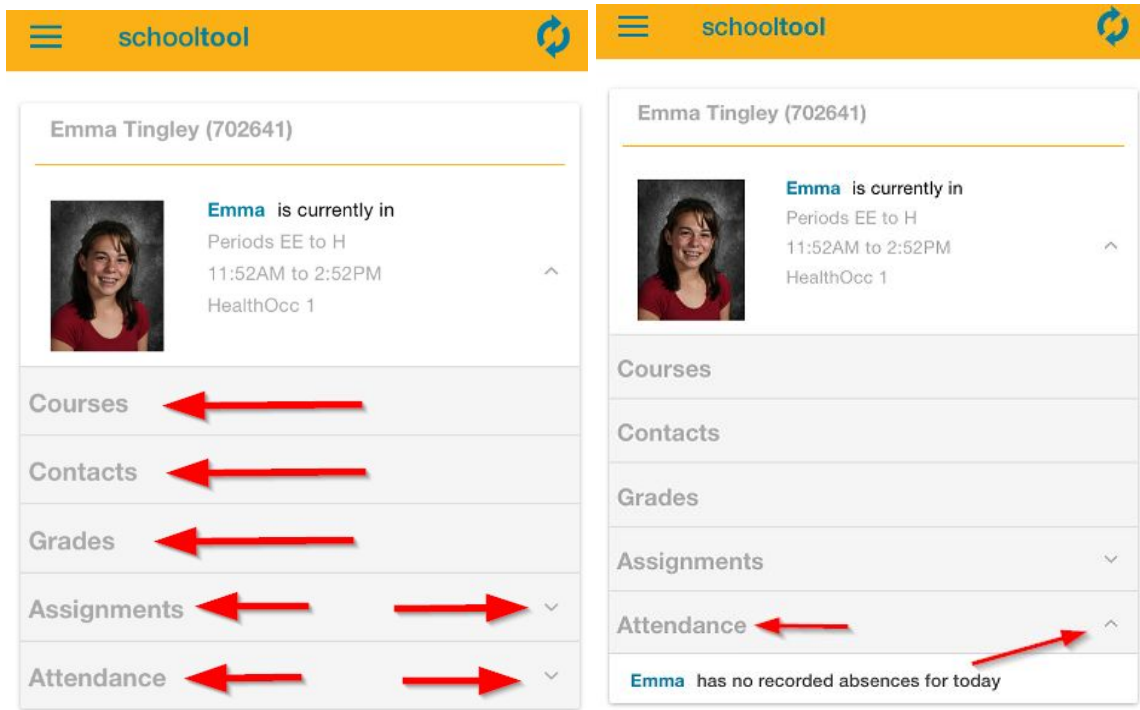 schooltool
Emma Tingley (702641)
Emma is currently in
Periods EE to H
11:52AM to 2:52PM
HealthOcc 1
Courses
Contacts
Grades
Assignments
Attendance
schooltool
Emma Tingley (702641)
Emma is currently in
Periods EE to H
11:52AM to 2:52PM
HealthOcc 1
Courses
Contacts
Grades
Assignments
Attendance
Emma has no recorded absences for today